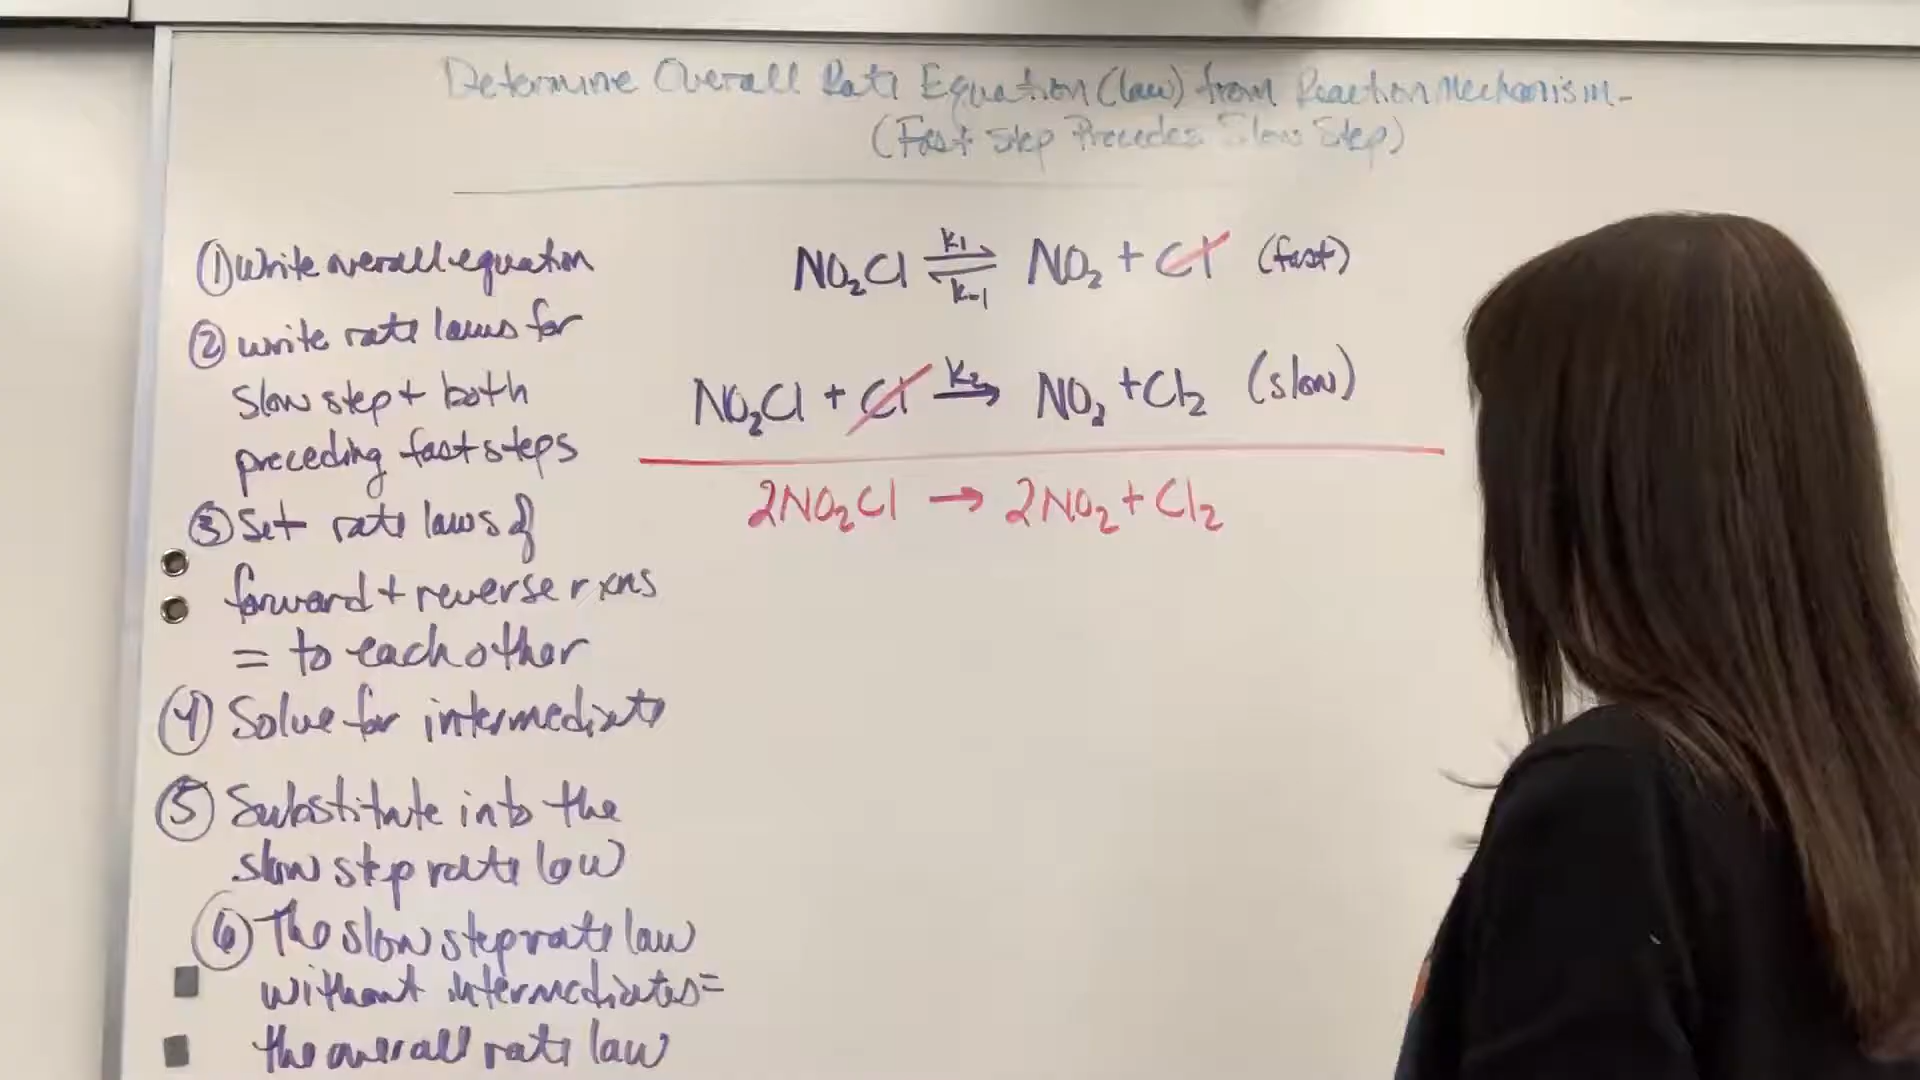 Determine Overall Rate Equation (law) from Reaction Mechanism-
(Fast step Precedes Slow Step)
① Write overall equation
② write rate laws for
slow step + both
preceding fast steps
③ Set rate laws of
forward + reverse rxns
= to each other
④ Solve for intermediate
⑤ Substitute into the
slow step rate law
⑥ The slow step rate law
without intermediates =
the overall rate law
k₁
NO₂Cl ⇌ NO₂ + Cl (fast)
k₋₁
k₂
NO₂Cl + Cl → NO₂ + Cl₂ (slow)
2NO₂Cl → 2NO₂ + Cl₂